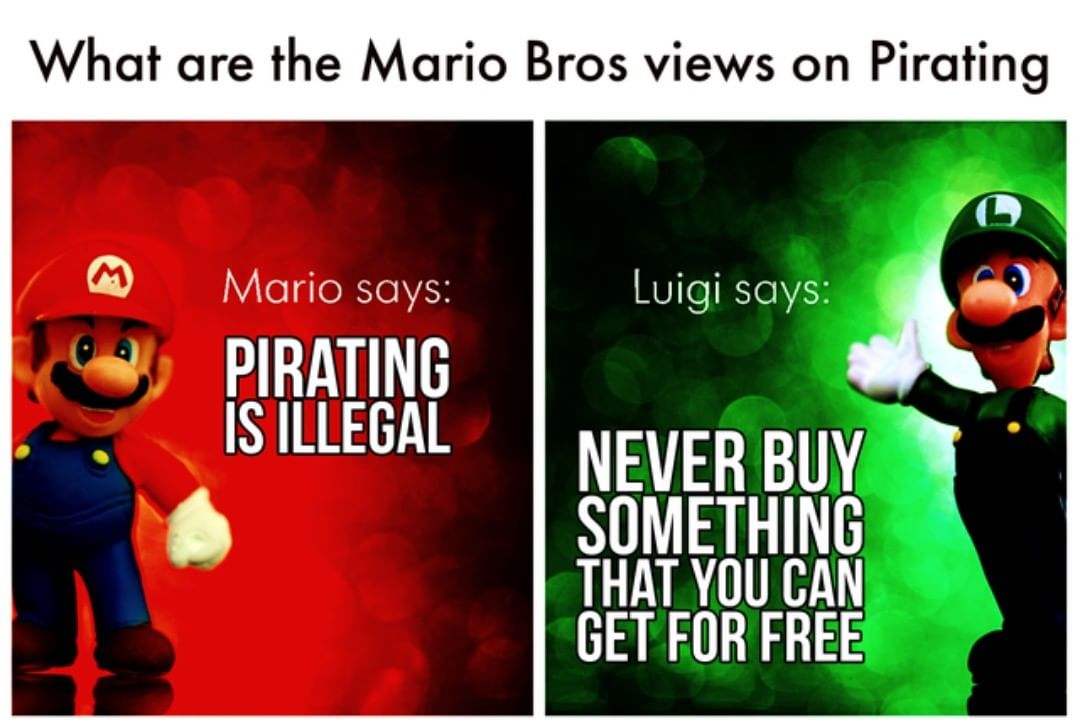 What are the Mario Bros views on Pirating
M
Mario says:
PIRATING
IS ILLEGAL
L
Luigi says:
NEVER BUY
SOMETHING
THAT YOU CAN
GET FOR FREE